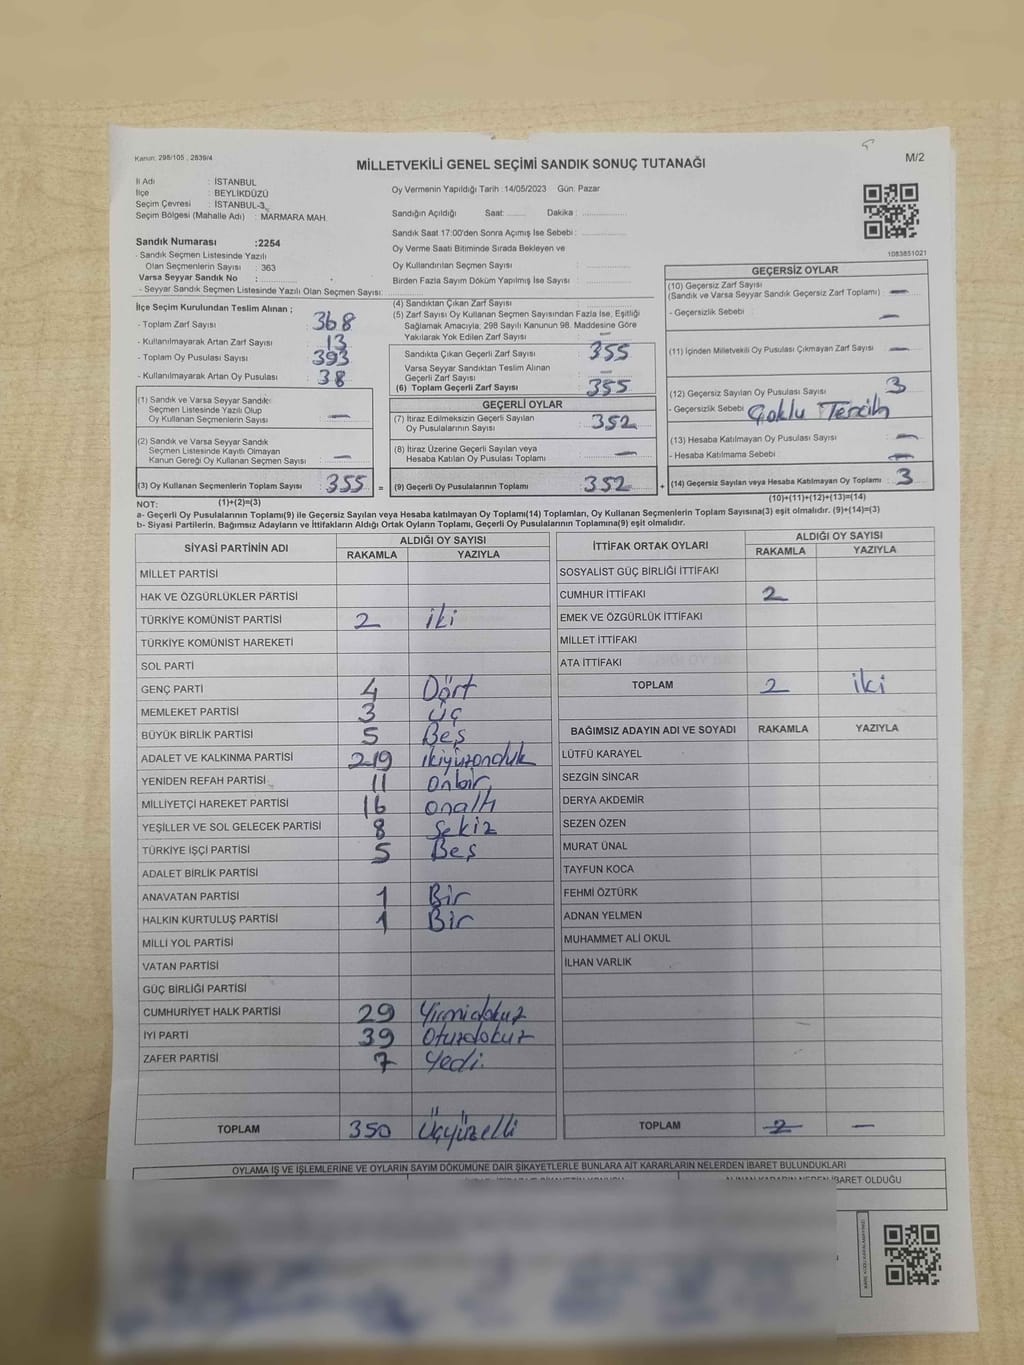 Kanun: 298/105 , 2839/4
MİLLETVEKİLİ GENEL SEÇİMİ SANDIK SONUÇ TUTANAĞI
M/2
İl Adı : İSTANBUL
İlçe : BEYLİKDÜZÜ
Seçim Çevresi : İSTANBUL-3
Seçim Bölgesi (Mahalle Adı) : MARMARA MAH.
Sandık Numarası :2254
- Sandık Seçmen Listesinde Yazılı
Olan Seçmenlerin Sayısı : 363
Varsa Seyyar Sandık No :
- Seyyar Sandık Seçmen Listesinde Yazılı Olan Seçmen Sayısı:
Oy Vermenin Yapıldığı Tarih :14/05/2023 Gün: Pazar
Sandığın Açıldığı Saat: ........ Dakika : ....................
Sandık Saat 17:00'den Sonra Açımış İse Sebebi : ....................
Oy Verme Saati Bitiminde Sırada Bekleyen ve
Oy Kullandırılan Seçmen Sayısı : ....................
Birden Fazla Sayım Döküm Yapılmış İse Sayısı : ....................
1083851021
İlçe Seçim Kurulundan Teslim Alınan ;
- Toplam Zarf Sayısı : 368
- Kullanılmayarak Artan Zarf Sayısı : 13
- Toplam Oy Pusulası Sayısı : 393
- Kullanılmayarak Artan Oy Pusulası : 38
(1) Sandık ve Varsa Seyyar Sandık
Seçmen Listesinde Yazılı Olup
Oy Kullanan Seçmenlerin Sayısı : —
(2) Sandık ve Varsa Seyyar Sandık
Seçmen Listesinde Kayıtlı Olmayan
Kanun Gereği Oy Kullanan Seçmen Sayısı : —
(3) Oy Kullanan Seçmenlerin Toplam Sayısı : 355 =
(4) Sandıktan Çıkan Zarf Sayısı :
(5) Zarf Sayısı Oy Kullanan Seçmen Sayısından Fazla İse, Eşitliği
Sağlamak Amacıyla, 298 Sayılı Kanunun 98. Maddesine Göre
Yakılarak Yok Edilen Zarf Sayısı : —
Sandıkta Çıkan Geçerli Zarf Sayısı : 355
Varsa Seyyar Sandıktan Teslim Alınan
Geçerli Zarf Sayısı : —
(6) Toplam Geçerli Zarf Sayısı : 355
GEÇERLİ OYLAR
(7) İtiraz Edilmeksizin Geçerli Sayılan
Oy Pusulalarının Sayısı : 352
(8) İtiraz Üzerine Geçerli Sayılan veya
Hesaba Katılan Oy Pusulası Toplamı : —
(9) Geçerli Oy Pusulalarının Toplamı : 352 +
GEÇERSİZ OYLAR
(10) Geçersiz Zarf Sayısı
(Sandık ve Varsa Seyyar Sandık Geçersiz Zarf Toplamı) : —
- Geçersizlik Sebebi : —
(11) İçinden Milletvekili Oy Pusulası Çıkmayan Zarf Sayısı : —
(12) Geçersiz Sayılan Oy Pusulası Sayısı : 3
- Geçersizlik Sebebi : Çoklu Tercih
(13) Hesaba Katılmayan Oy Pusulası Sayısı : —
- Hesaba Katılmama Sebebi : —
(14) Geçersiz Sayılan veya Hesaba Katılmayan Oy Toplamı : 3
NOT: (1)+(2)=(3) (10)+(11)+(12)+(13)=(14)
a- Geçerli Oy Pusulalarının Toplamı(9) ile Geçersiz Sayılan veya Hesaba katılmayan Oy Toplamı(14) Toplamları, Oy Kullanan Seçmenlerin Toplam Sayısına(3) eşit olmalıdır. (9)+(14)=(3)
b- Siyasi Partilerin, Bağımsız Adayların ve İttifakların Aldığı Ortak Oyların Toplamı, Geçerli Oy Pusulalarının Toplamına(9) eşit olmalıdır.
SİYASİ PARTİNİN ADI ALDIĞI OY SAYISI
RAKAMLA YAZIYLA
MİLLET PARTİSİ
HAK VE ÖZGÜRLÜKLER PARTİSİ
TÜRKİYE KOMÜNİST PARTİSİ 2 iki
TÜRKİYE KOMÜNİST HAREKETİ
SOL PARTİ
GENÇ PARTİ 4 Dört
MEMLEKET PARTİSİ 3 üç
BÜYÜK BİRLİK PARTİSİ 5 Beş
ADALET VE KALKINMA PARTİSİ 219 ikiyüzonduk
YENİDEN REFAH PARTİSİ 11 onbir
MİLLİYETÇİ HAREKET PARTİSİ 16 onaltı
YEŞİLLER VE SOL GELECEK PARTİSİ 8 Sekiz
TÜRKİYE İŞÇİ PARTİSİ 5 Beş
ADALET BİRLİK PARTİSİ
ANAVATAN PARTİSİ 1 Bir
HALKIN KURTULUŞ PARTİSİ 1 Bir
MİLLİ YOL PARTİSİ
VATAN PARTİSİ
GÜÇ BİRLİĞİ PARTİSİ
CUMHURİYET HALK PARTİSİ 29 Yirmidokuz
İYİ PARTİ 39 Otuzdokuz
ZAFER PARTİSİ 7 Yedi.
TOPLAM 350 Üçyüzelli
İTTİFAK ORTAK OYLARI ALDIĞI OY SAYISI
RAKAMLA YAZIYLA
SOSYALİST GÜÇ BİRLİĞİ İTTİFAKI
CUMHUR İTTİFAKI 2
EMEK VE ÖZGÜRLÜK İTTİFAKI
MİLLET İTTİFAKI
ATA İTTİFAKI
TOPLAM 2 iki
BAĞIMSIZ ADAYIN ADI VE SOYADI RAKAMLA YAZIYLA
LÜTFÜ KARAYEL
SEZGİN SİNCAR
DERYA AKDEMİR
SEZEN ÖZEN
MURAT ÜNAL
TAYFUN KOCA
FEHMİ ÖZTÜRK
ADNAN YELMEN
MUHAMMET ALİ OKUL
İLHAN VARLIK
TOPLAM 2 —
OYLAMA İŞ VE İŞLEMLERİNE VE OYLARIN SAYIM DÖKÜMÜNE DAİR ŞİKAYETLERLE BUNLARA AİT KARARLARIN NELERDEN İBARET BULUNDUKLARI
ALINAN KARARIN NEDEN İBARET OLDUĞU